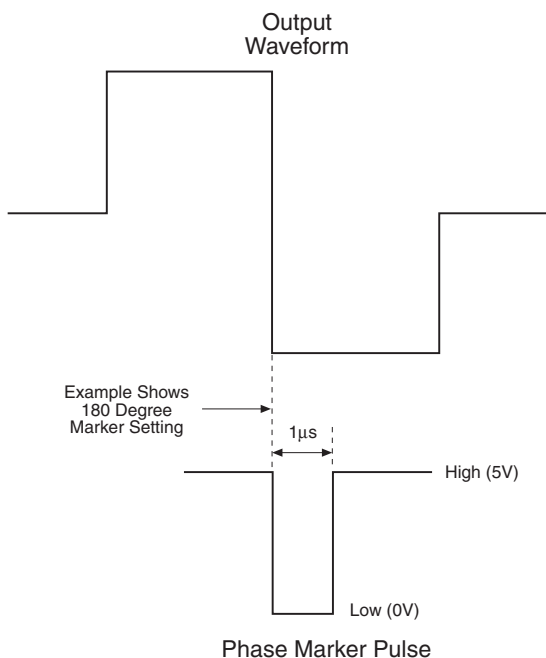 Output
Waveform
Example Shows
180 Degree
Marker Setting
1μs
High (5V)
Low (0V)
Phase Marker Pulse